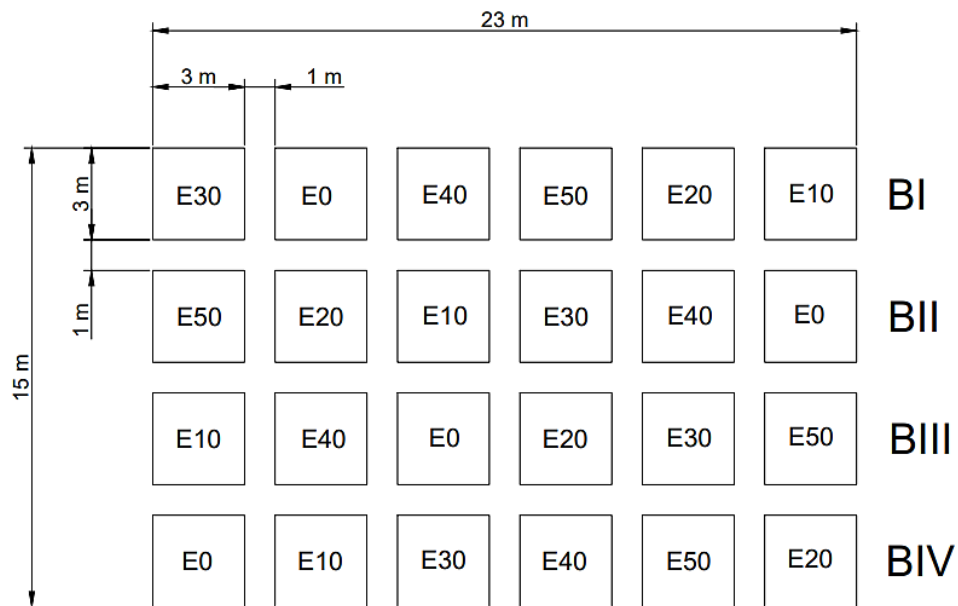 23 m
3 m 1 m
3 m
E30 E0 E40 E50 E20 E10 BI
1 m
E50 E20 E10 E30 E40 E0 BII
15 m
E10 E40 E0 E20 E30 E50 BIII
E0 E10 E30 E40 E50 E20 BIV